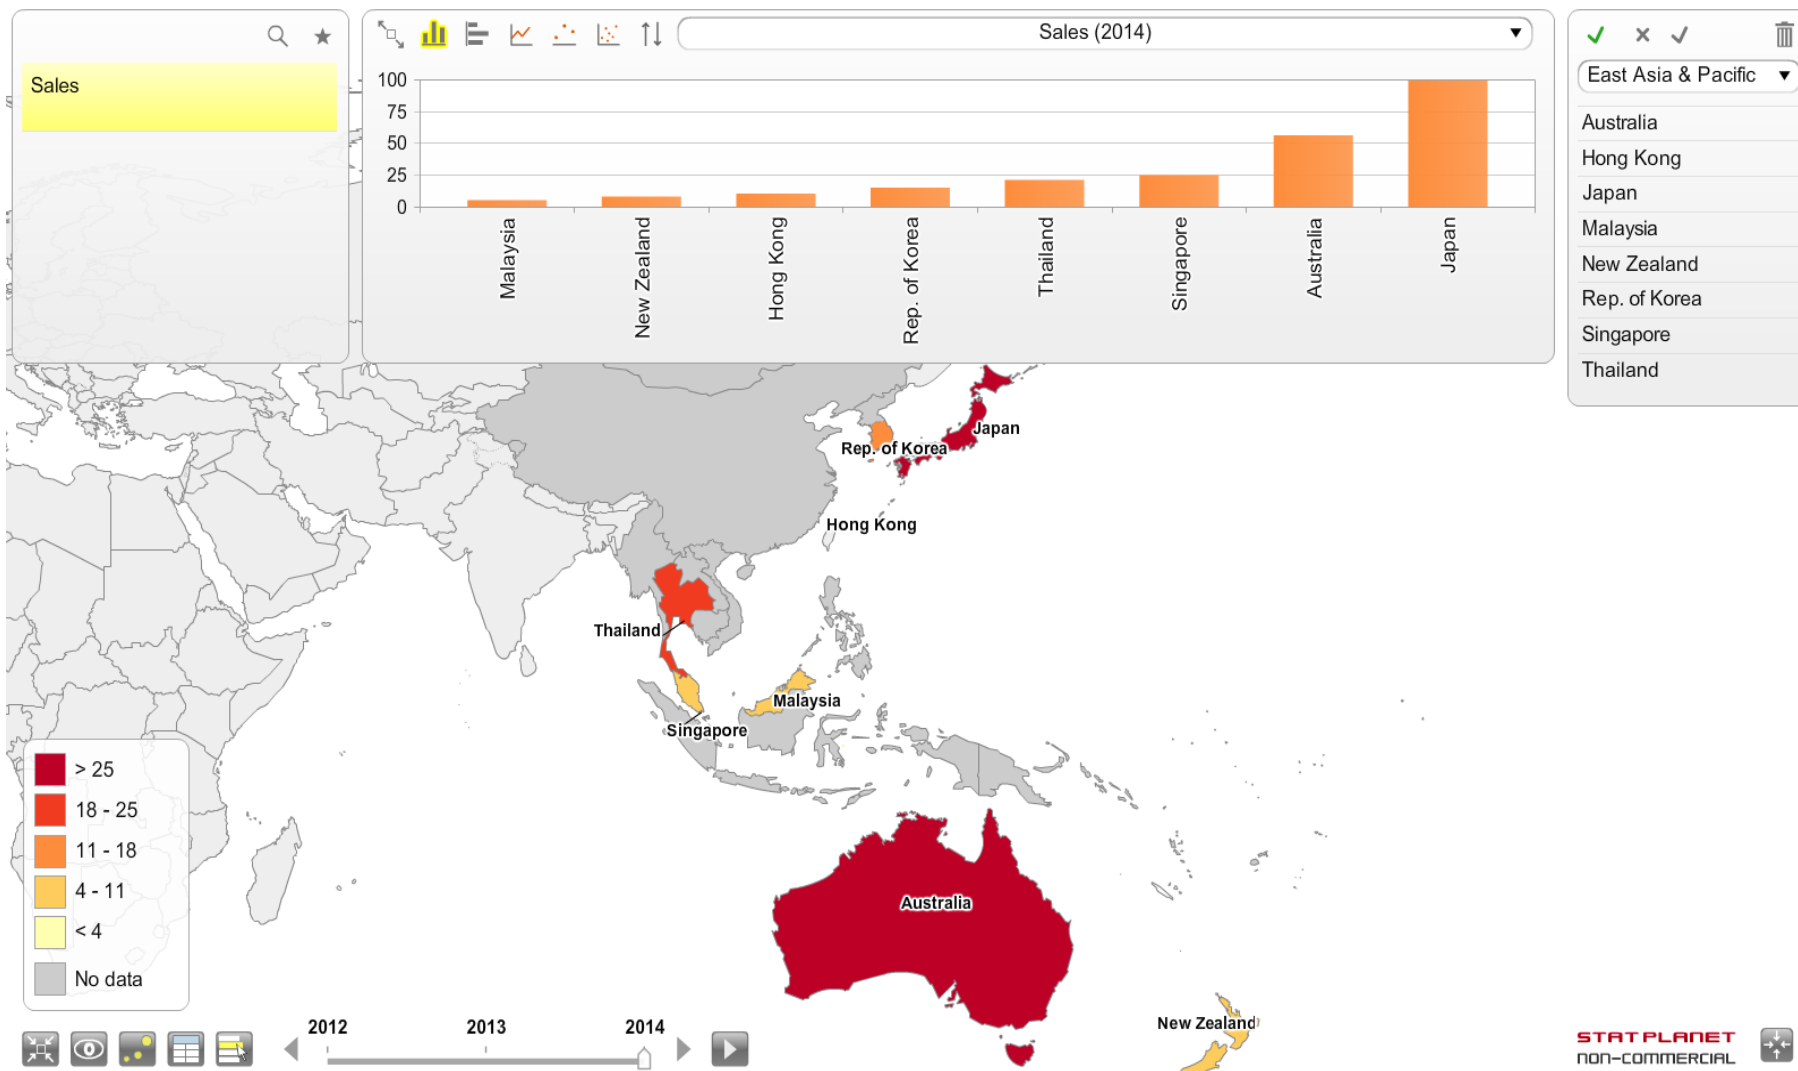 Sales
Sales (2014)
100
75
50
25
0
Malaysia
New Zealand
Hong Kong
Rep. of Korea
Thailand
Singapore
Australia
Japan
East Asia & Pacific
Australia
Hong Kong
Japan
Malaysia
New Zealand
Rep. of Korea
Singapore
Thailand
Japan
Rep. of Korea
Hong Kong
Thailand
Malaysia
Singapore
Australia
New Zealand
> 25
18 - 25
11 - 18
4 - 11
< 4
No data
2012
2013
2014
STATPLANET
NON-COMMERCIAL